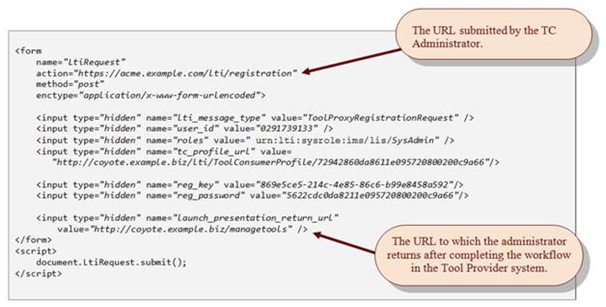 The URL submitted by the TC
Administrator.
<form
name="LtiRequest"
action="https://acme.example.com/lti/registration"
method="post"
enctype="application/x-www-form-urlencoded">
<input type="hidden" name="lti_message_type" value="ToolProxyRegistrationRequest" />
<input type="hidden" name="user_id" value="0291739133" />
<input type="hidden" name="roles" value=" urn:lti:sysrole:ims/lis/SysAdmin" />
<input type="hidden" name="tc_profile_url" value=
"http://coyote.example.biz/lti/ToolConsumerProfile/72942860da8611e095720800200c9a66"/>
<input type="hidden" name="reg_key" value="869e5ce5-214c-4e85-86c6-b99e8458a592"/>
<input type="hidden" name="reg_password" value="5622cdc0da8211e095720800200c9a66"/>
<input type="hidden" name="launch_presentation_return_url"
value="http://coyote.example.biz/managetools" />
</form>
<script>
document.LtiRequest.submit();
</script>
The URL to which the administrator
returns after completing the workflow
in the Tool Provider system.